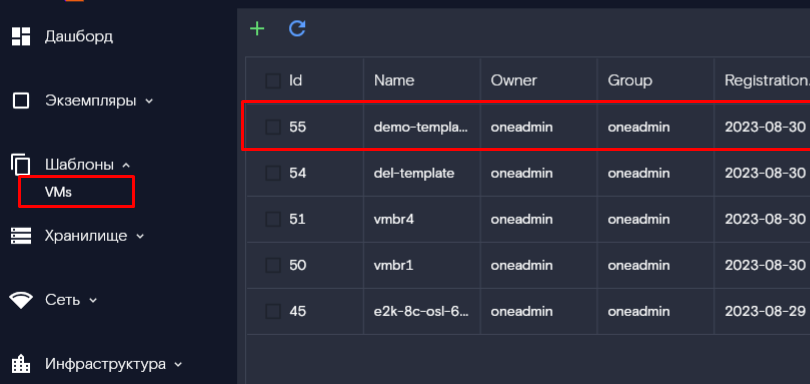 Дашборд
Экземпляры
Шаблоны
VMs
Хранилище
Сеть
Инфраструктура
Id Name Owner Group Registration
55 demo-templa... oneadmin oneadmin 2023-08-30
54 del-template oneadmin oneadmin 2023-08-30
51 vmbr4 oneadmin oneadmin 2023-08-30
50 vmbr1 oneadmin oneadmin 2023-08-30
45 e2k-8c-osl-6... oneadmin oneadmin 2023-08-29